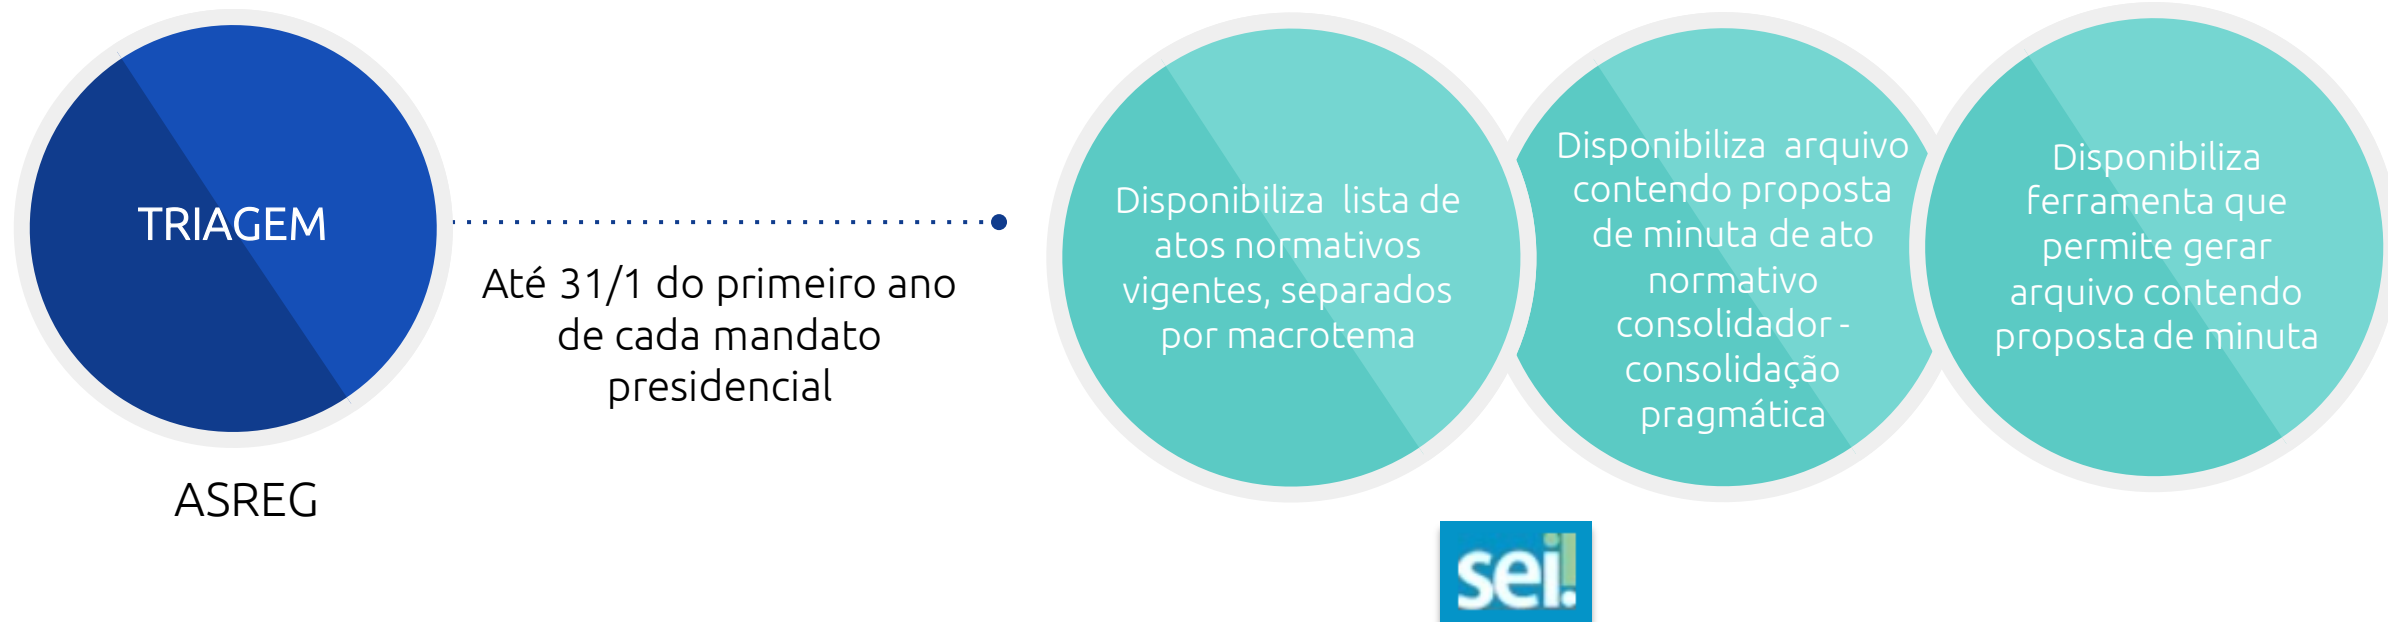 TRIAGEM
ASREG
Até 31/1 do primeiro ano
de cada mandato
presidencial
Disponibiliza lista de
atos normativos
vigentes, separados
por macrotema
Disponibiliza arquivo
contendo proposta
de minuta de ato
normativo
consolidador -
consolidação
pragmática
Disponibiliza
ferramenta que
permite gerar
arquivo contendo
proposta de minuta
sei!